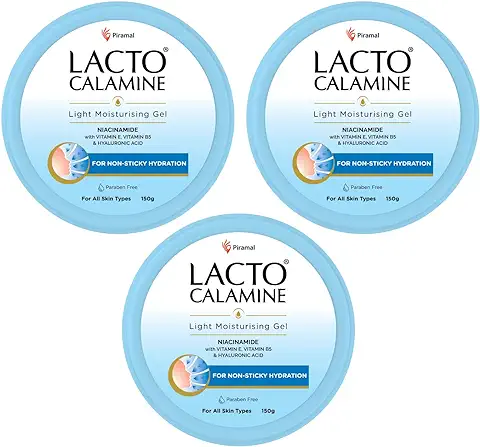 Piramal
LACTO®
CALAMINE
Light Moisturising Gel
NIACINAMIDE
with VITAMIN E, VITAMIN B5
& HYALURONIC ACID
FOR NON-STICKY HYDRATION
Paraben Free
For All Skin Types 150g
Piramal
LACTO®
CALAMINE
Light Moisturising Gel
NIACINAMIDE
with VITAMIN E, VITAMIN B5
& HYALURONIC ACID
FOR NON-STICKY HYDRATION
Paraben Free
For All Skin Types 150g
Piramal
LACTO®
CALAMINE
Light Moisturising Gel
NIACINAMIDE
with VITAMIN E, VITAMIN B5
& HYALURONIC ACID
FOR NON-STICKY HYDRATION
Paraben Free
For All Skin Types 150g